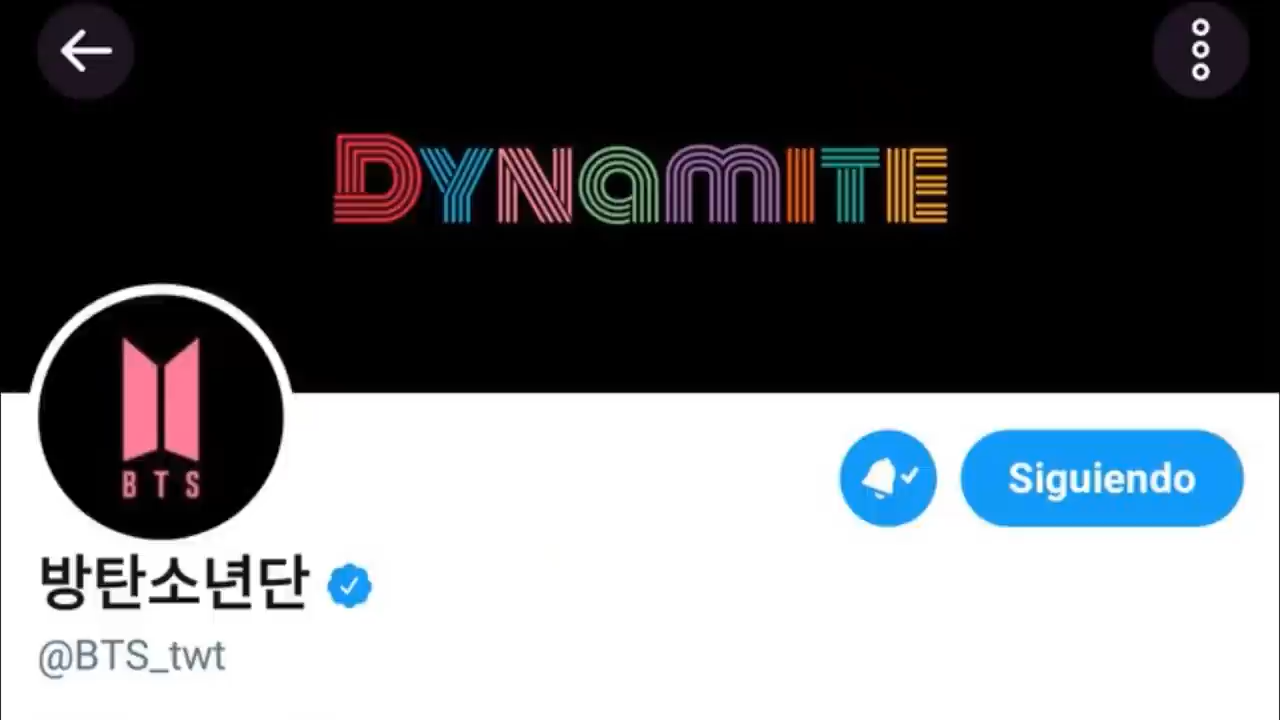 DYNAMITE
BTS
Siguiendo
방탄소년단
@BTS_twt